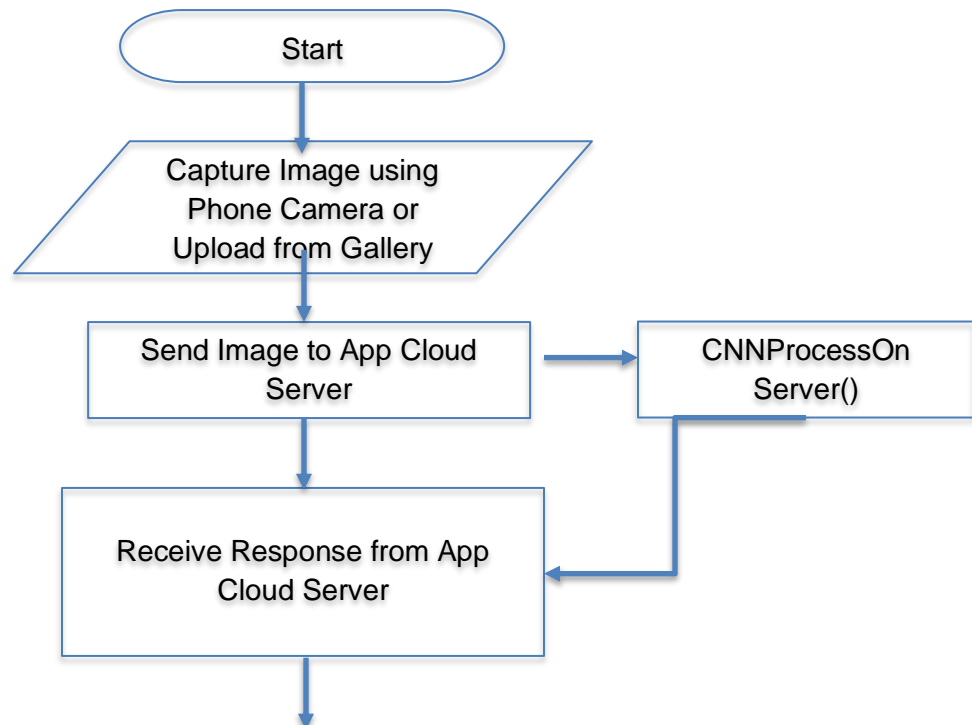 Start
Capture Image using
Phone Camera or
Upload from Gallery
Send Image to App Cloud
Server
CNNProcessOn
Server()
Receive Response from App
Cloud Server